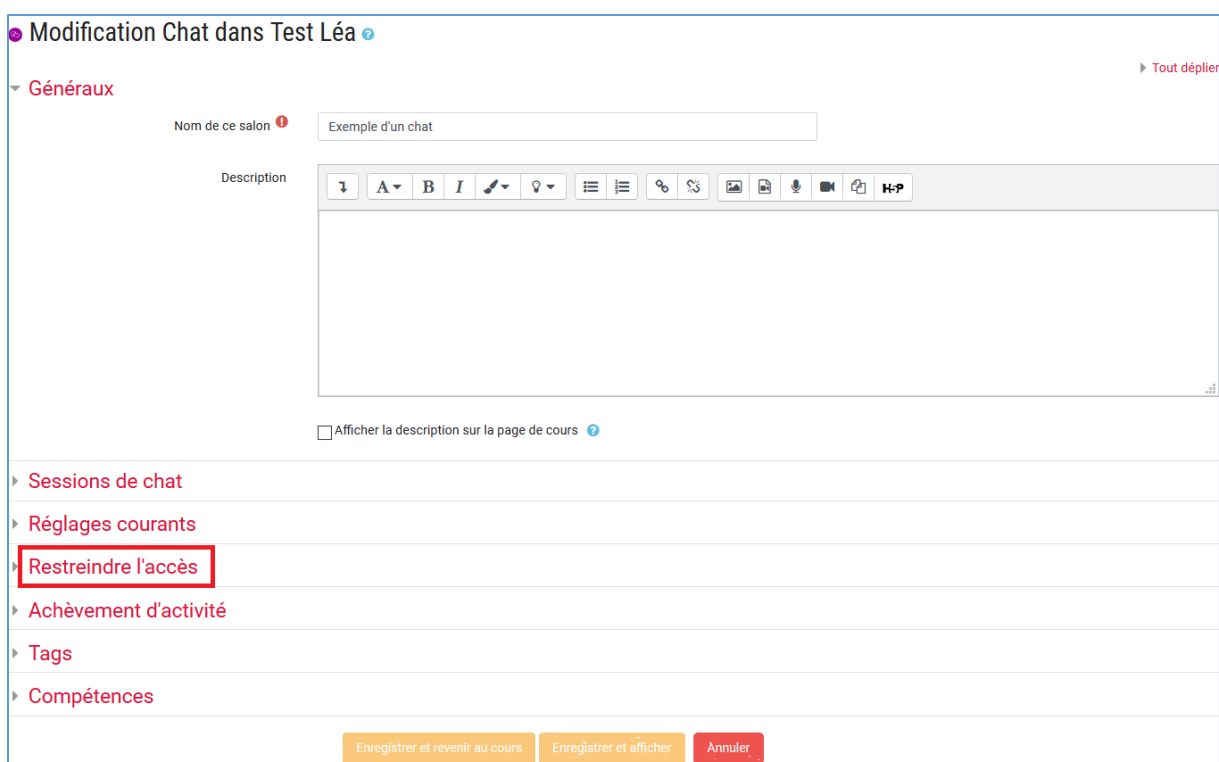 Modification Chat dans Test Léa
Tout déplier
Généraux
Nom de ce salon
Exemple d'un chat
Description
A B I H-P
Afficher la description sur la page de cours
Sessions de chat
Réglages courants
Restreindre l'accès
Achèvement d'activité
Tags
Compétences
Enregistrer et revenir au cours Enregistrer et afficher Annuler